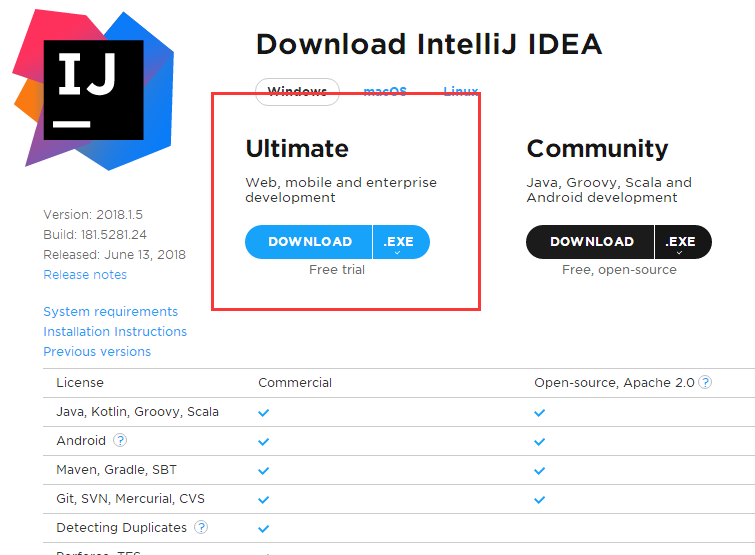 IJ
Download IntelliJ IDEA
Windows macOS Linux
Ultimate
Web, mobile and enterprise
development
DOWNLOAD .EXE
Free trial
Community
Java, Groovy, Scala and
Android development
DOWNLOAD .EXE
Free, open-source
Version: 2018.1.5
Build: 181.5281.24
Released: June 13, 2018
Release notes
System requirements
Installation Instructions
Previous versions
License Commercial Open-source, Apache 2.0 ?
Java, Kotlin, Groovy, Scala
Android ?
Maven, Gradle, SBT
Git, SVN, Mercurial, CVS
Detecting Duplicates ?
Perforce, TFS